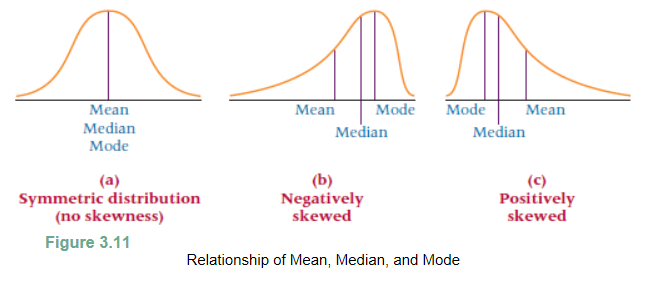 Mean
Median
Mode
(a)
Symmetric distribution
(no skewness)
Mean Mode
Median
(b)
Negatively
skewed
Mode Mean
Median
(c)
Positively
skewed
Figure 3.11
Relationship of Mean, Median, and Mode